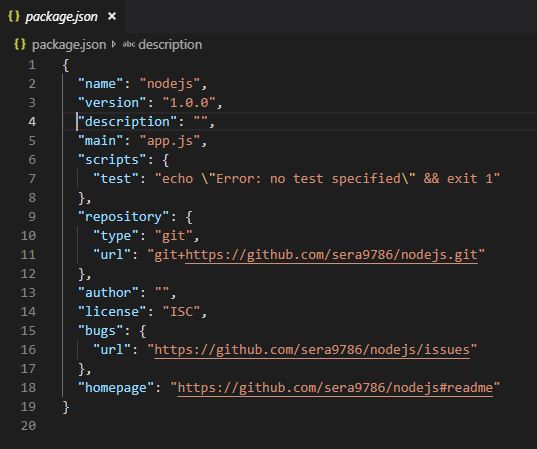 {} package.json ×
{} package.json > abc description
1 {
2   "name": "nodejs",
3   "version": "1.0.0",
4   "description": "",
5   "main": "app.js",
6   "scripts": {
7     "test": "echo \"Error: no test specified\" && exit 1"
8   },
9   "repository": {
10     "type": "git",
11     "url": "git+https://github.com/sera9786/nodejs.git"
12   },
13   "author": "",
14   "license": "ISC",
15   "bugs": {
16     "url": "https://github.com/sera9786/nodejs/issues"
17   },
18   "homepage": "https://github.com/sera9786/nodejs#readme"
19 }
20